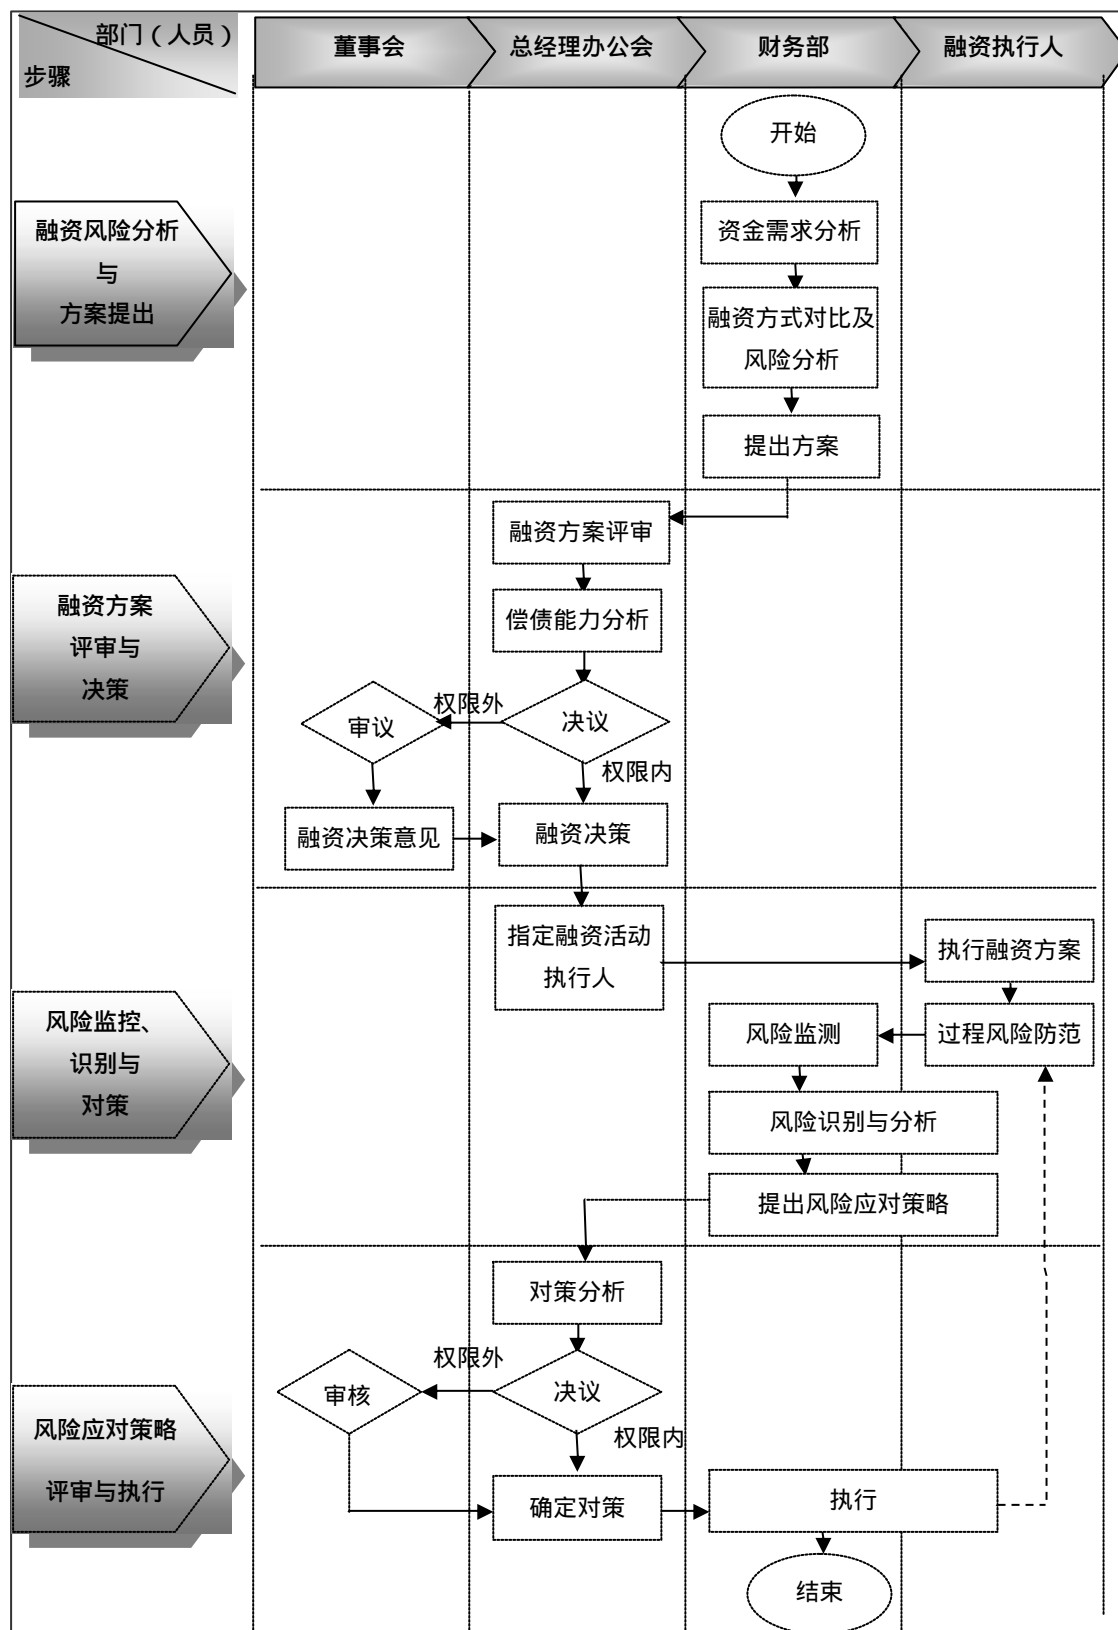 部门（人员）
步骤
董事会
总经理办公会
财务部
融资执行人
开始
融资风险分析
与
方案提出
资金需求分析
融资方式对比及
风险分析
提出方案
融资方案评审
融资方案
评审与
决策
偿债能力分析
权限外
审议
决议
权限内
融资决策意见
融资决策
指定融资活动
执行人
执行融资方案
风险监控、
识别与
对策
风险监测
过程风险防范
风险识别与分析
提出风险应对策略
对策分析
权限外
审核
决议
权限内
风险应对策略
评审与执行
确定对策
执行
结束